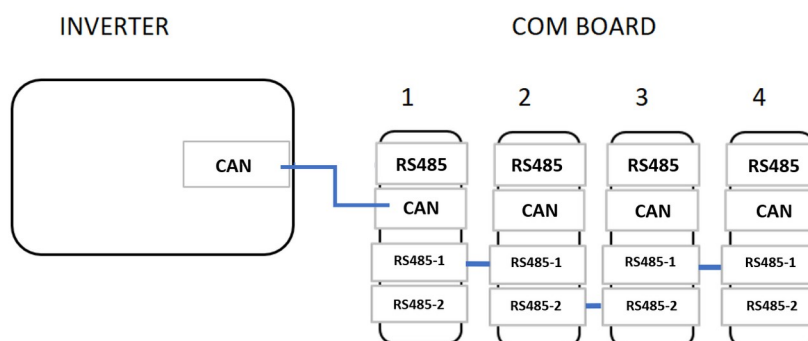 INVERTER
COM BOARD
1 2 3 4
CAN
RS485 RS485 RS485 RS485
CAN CAN CAN CAN
RS485-1 RS485-1 RS485-1 RS485-1
RS485-2 RS485-2 RS485-2 RS485-2